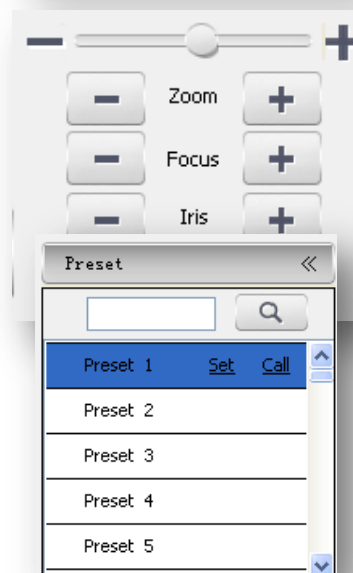 Zoom
Focus
Iris
Preset
Preset 1 Set Call
Preset 2
Preset 3
Preset 4
Preset 5